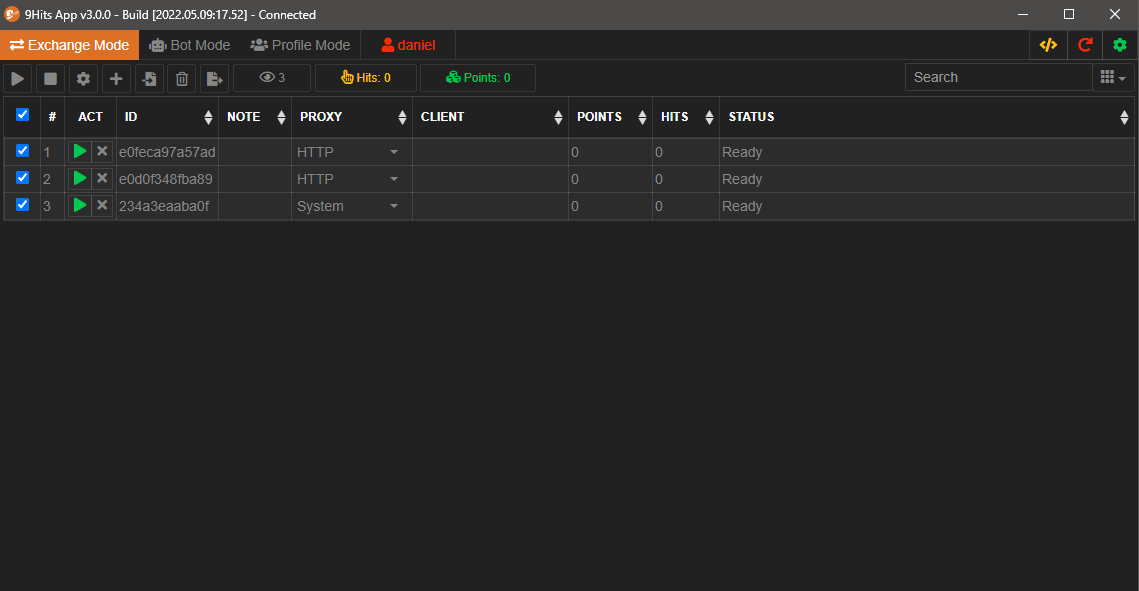 9Hits App v3.0.0 - Build [2022.05.09:17.52] - Connected
Exchange Mode Bot Mode Profile Mode daniel
3 Hits: 0 Points: 0 Search
# ACT ID NOTE PROXY CLIENT POINTS HITS STATUS
1 e0feca97a57ad HTTP 0 0 Ready
2 e0d0f348fba89 HTTP 0 0 Ready
3 234a3eaaba0f System 0 0 Ready